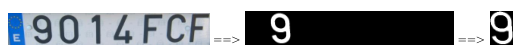 E 9014FCF ==> 9 ==> 9